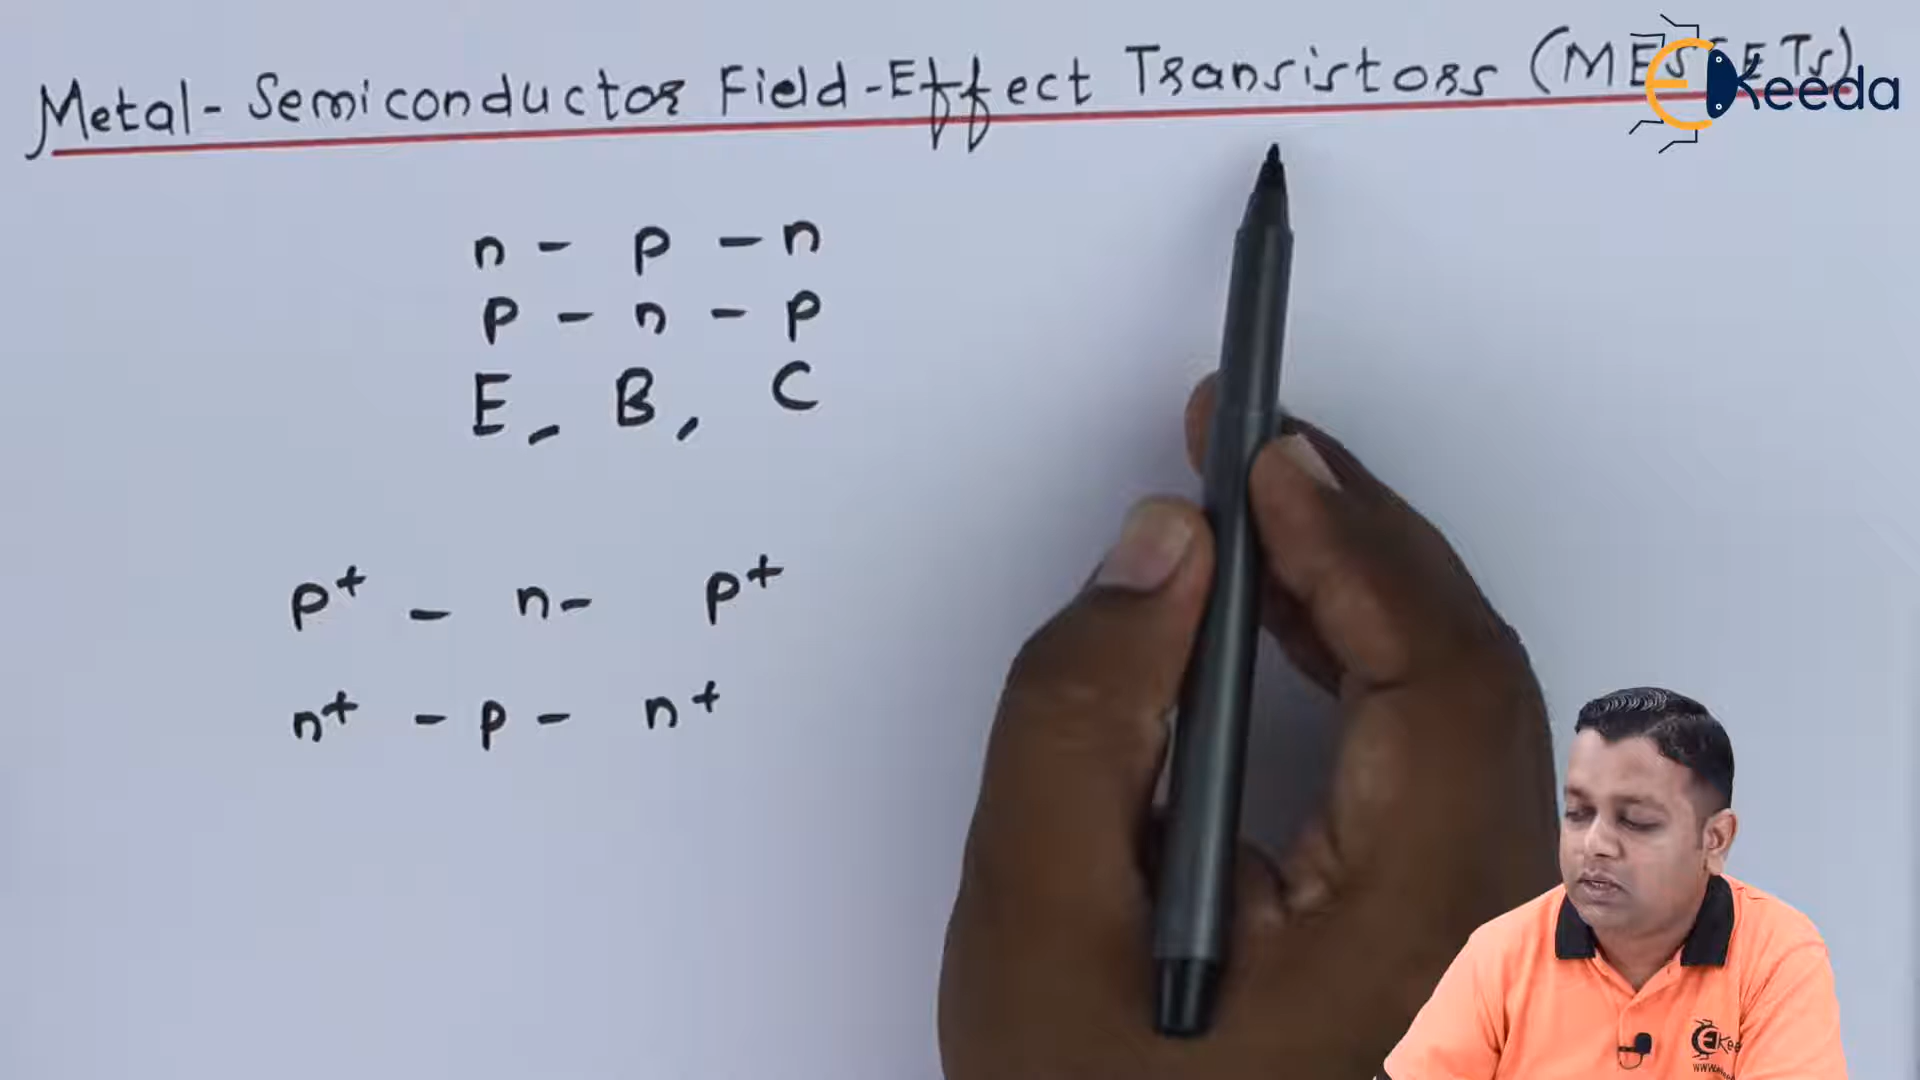 Metal-Semiconductor Field-Effect Transistors (MESFETs)
Ekeeda
n - p - n
p - n - p
E, B, C
p+ - n - p+
n+ - p - n+